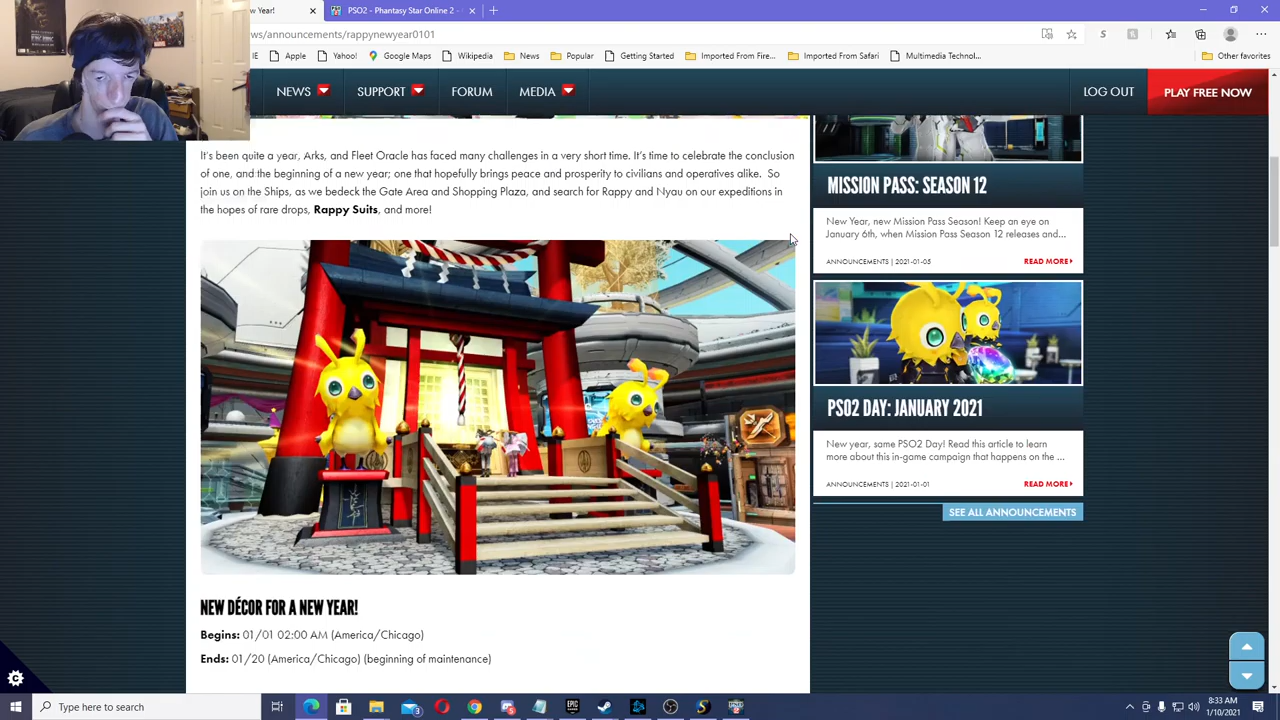 w Year!
PSO2 - Phantasy Star Online 2 -
ws/announcements/rappynewyear0101
IE Apple Yahoo! Google Maps Wikipedia News Popular Getting Started Imported From Fire... Imported From Safari Multimedia Technol... Other favorites
NEWS SUPPORT FORUM MEDIA LOG OUT PLAY FREE NOW
It's been quite a year, Arks, and Fleet Oracle has faced many challenges in a very short time. It's time to celebrate the conclusion
of one, and the beginning of a new year; one that hopefully brings peace and prosperity to civilians and operatives alike. So
join us on the Ships, as we bedeck the Gate Area and Shopping Plaza, and search for Rappy and Nyau on our expeditions in
the hopes of rare drops, Rappy Suits, and more!
NEW DÉCOR FOR A NEW YEAR!
Begins: 01/01 02:00 AM (America/Chicago)
Ends: 01/20 (America/Chicago) (beginning of maintenance)
MISSION PASS: SEASON 12
New Year, new Mission Pass Season! Keep an eye on
January 6th, when Mission Pass Season 12 releases and...
ANNOUNCEMENTS | 2021-01-05 READ MORE
PSO2 DAY: JANUARY 2021
New year, same PSO2 Day! Read this article to learn
more about this in-game campaign that happens on the ...
ANNOUNCEMENTS | 2021-01-01 READ MORE
SEE ALL ANNOUNCEMENTS
Type here to search
8:33 AM
1/10/2021